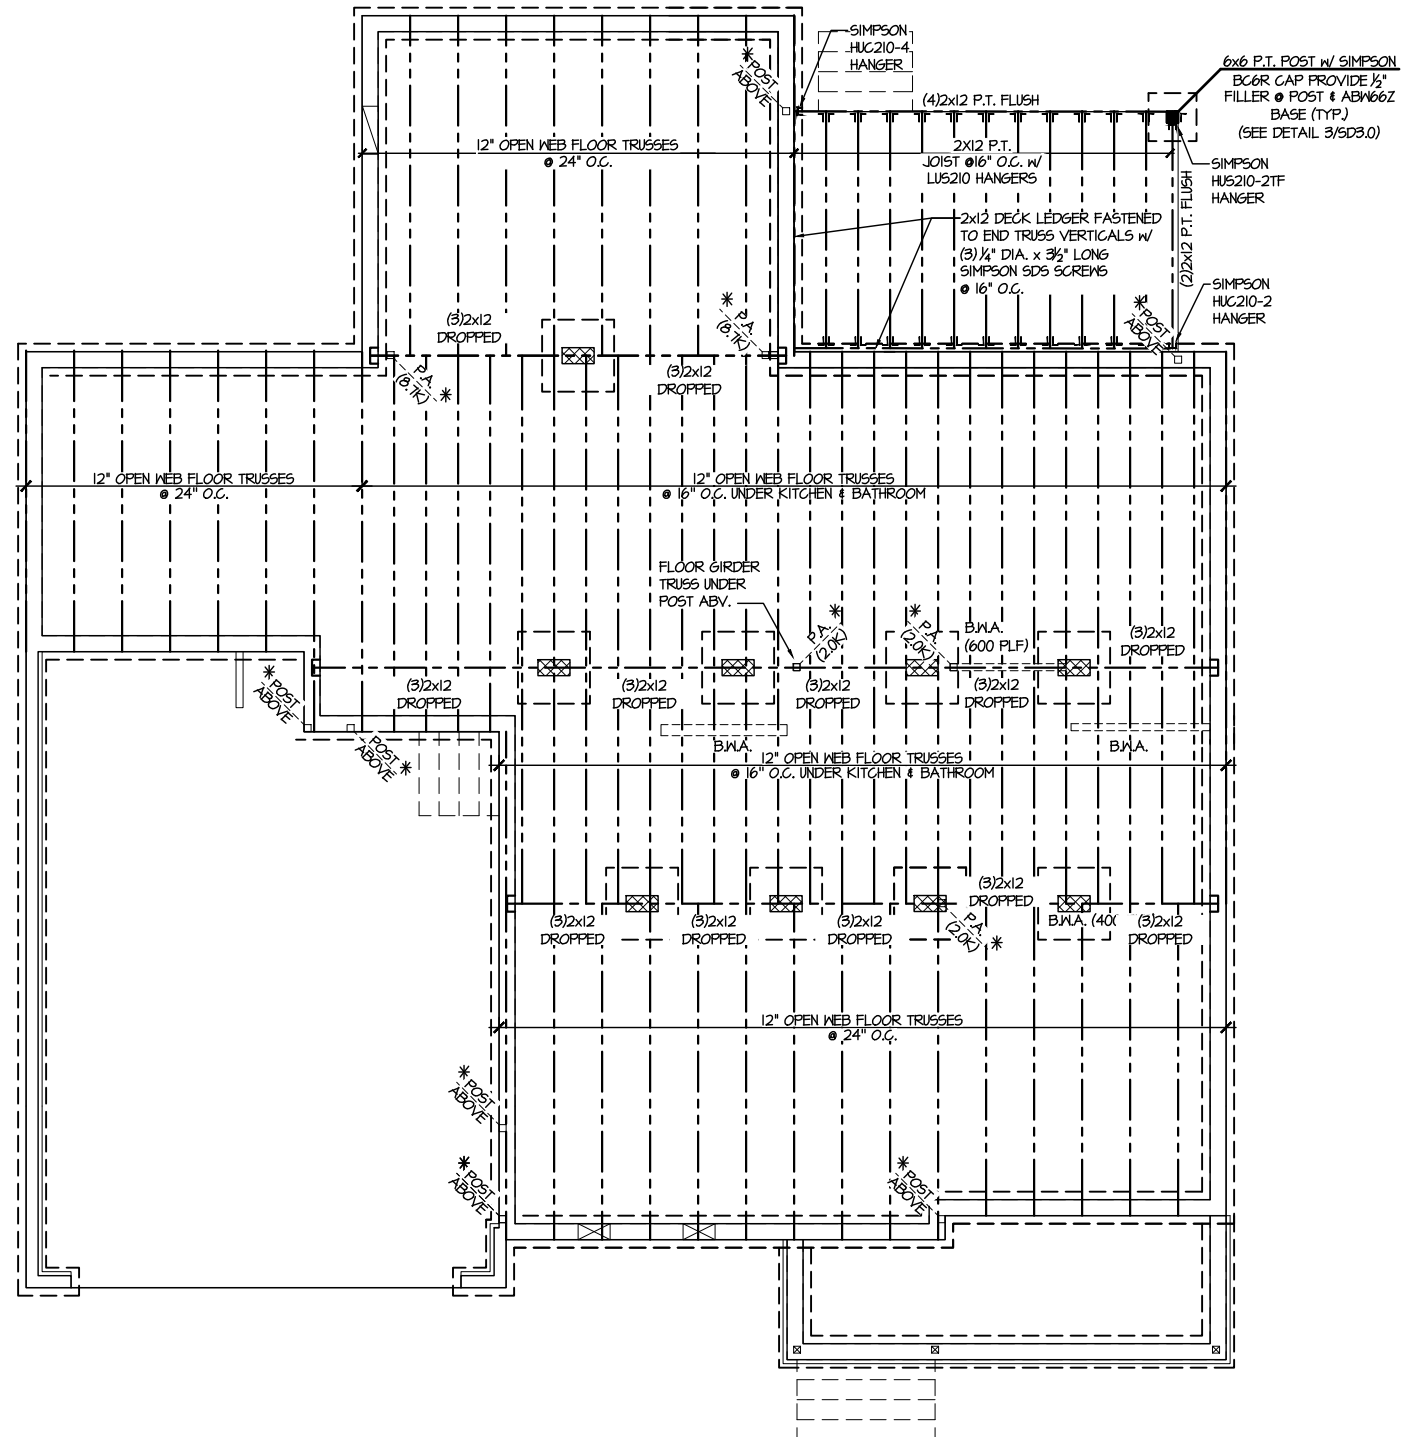 SIMPSON
HUC210-4
HANGER
6x6 P.T. POST W/ SIMPSON
BC6R CAP PROVIDE ½"
FILLER @ POST & ABW66Z
BASE (TYP.)
(SEE DETAIL 3/SD3.0)
* POST
ABOVE
(4)2x12 P.T. FLUSH
12" OPEN WEB FLOOR TRUSSES
@ 24" O.C.
2X12 P.T.
JOIST @16" O.C. W/
LUS210 HANGERS
SIMPSON
HUS210-2TF
HANGER
(2)2x12 P.T. FLUSH
2x12 DECK LEDGER FASTENED
TO END TRUSS VERTICALS W/
(3) ¼" DIA. x 3½" LONG
SIMPSON SDS SCREWS
@ 16" O.C.
SIMPSON
HUC210-2
HANGER
* POST
ABOVE
(3)2x12
DROPPED
* P.A.
(8.7K)
P.A. *
(8.7K)
(3)2x12
DROPPED
12" OPEN WEB FLOOR TRUSSES
@ 24" O.C.
12" OPEN WEB FLOOR TRUSSES
@ 16" O.C. UNDER KITCHEN & BATHROOM
FLOOR GIRDER
TRUSS UNDER
POST ABV.
P.A. *
(2.0K)
* P.A.
(2.0K)
B.W.A.
(600 PLF)
(3)2x12
DROPPED
* POST
ABOVE
(3)2x12
DROPPED
(3)2x12
DROPPED
(3)2x12
DROPPED
(3)2x12
DROPPED
POST *
ABOVE
B.W.A.
B.W.A.
12" OPEN WEB FLOOR TRUSSES
@ 16" O.C. UNDER KITCHEN & BATHROOM
(3)2x12
DROPPED
(3)2x12
DROPPED
(3)2x12
DROPPED
(3)2x12
DROPPED
P.A. *
(2.0K)
B.W.A. (400
(3)2x12
DROPPED
12" OPEN WEB FLOOR TRUSSES
@ 24" O.C.
* POST
ABOVE
* POST
ABOVE
* POST
ABOVE